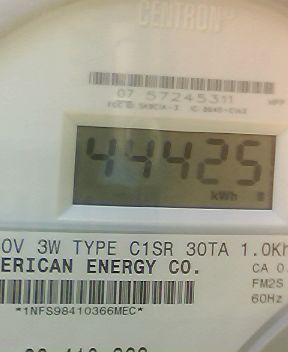 CENTRON
07 57245311
44425
kWh
0V 3W TYPE C1SR 30TA 1.0Kh
ERICAN ENERGY CO.
CA 0.
FM2S
60Hz
*1NFS98410366MEC*